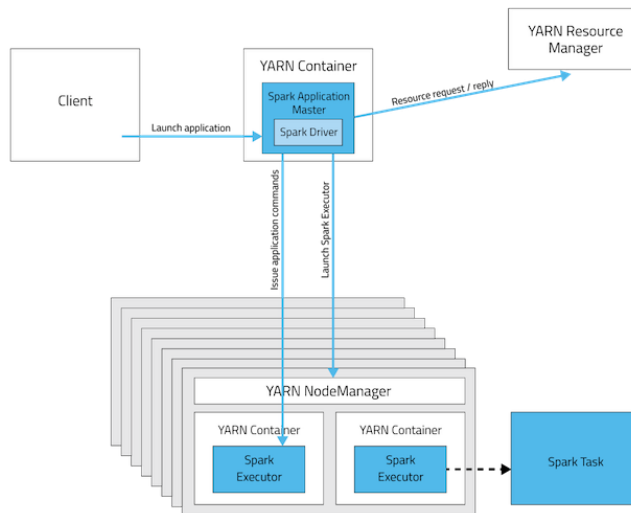 YARN Resource
Manager
YARN Container
Client
Spark Application
Master
Spark Driver
Launch application
Resource request / reply
Issue application commands
Launch Spark Executor
YARN NodeManager
YARN Container
YARN Container
Spark
Executor
Spark
Executor
Spark Task